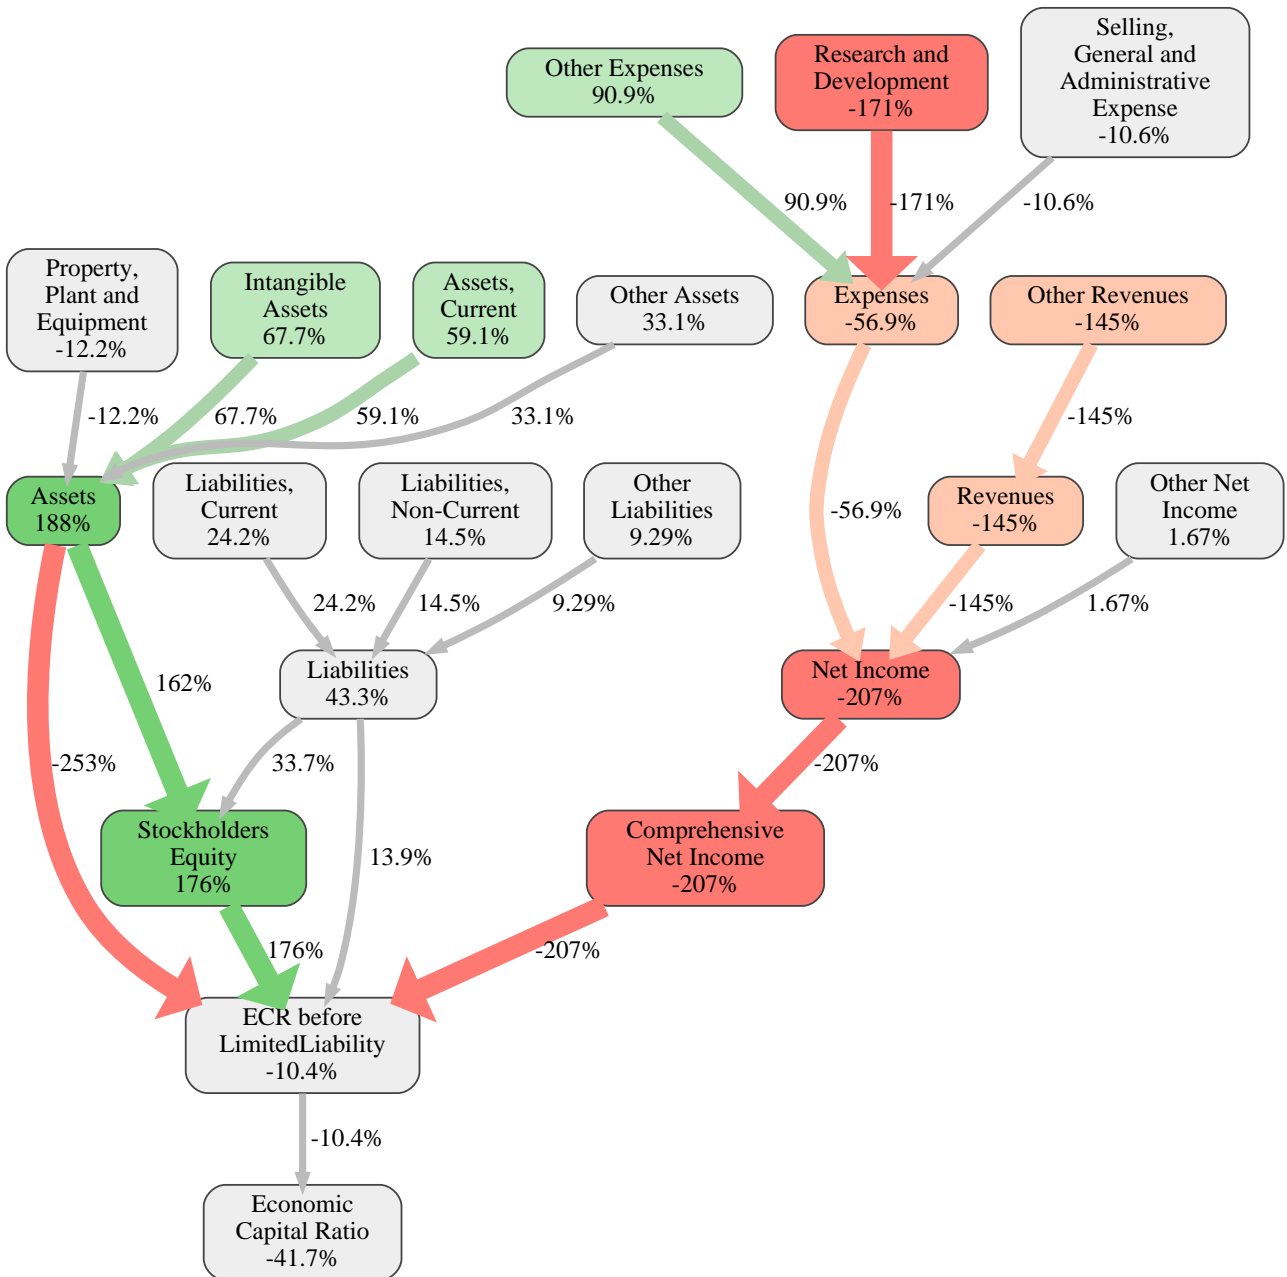 Selling,
General and
Administrative
Expense
-10.6%
Research and
Development
-171%
Other Expenses
90.9%
90.9%
-171%
-10.6%
Property,
Plant and
Equipment
-12.2%
Intangible
Assets
67.7%
Assets,
Current
59.1%
Other Assets
33.1%
Expenses
-56.9%
Other Revenues
-145%
-12.2%
67.7%
59.1%
33.1%
-145%
Assets
188%
Liabilities,
Current
24.2%
Liabilities,
Non-Current
14.5%
Other
Liabilities
9.29%
-56.9%
Revenues
-145%
Other Net
Income
1.67%
24.2%
14.5%
9.29%
-145%
1.67%
Liabilities
43.3%
Net Income
-207%
162%
-253%
33.7%
-207%
Stockholders
Equity
176%
13.9%
Comprehensive
Net Income
-207%
176%
-207%
ECR before
LimitedLiability
-10.4%
-10.4%
Economic
Capital Ratio
-41.7%